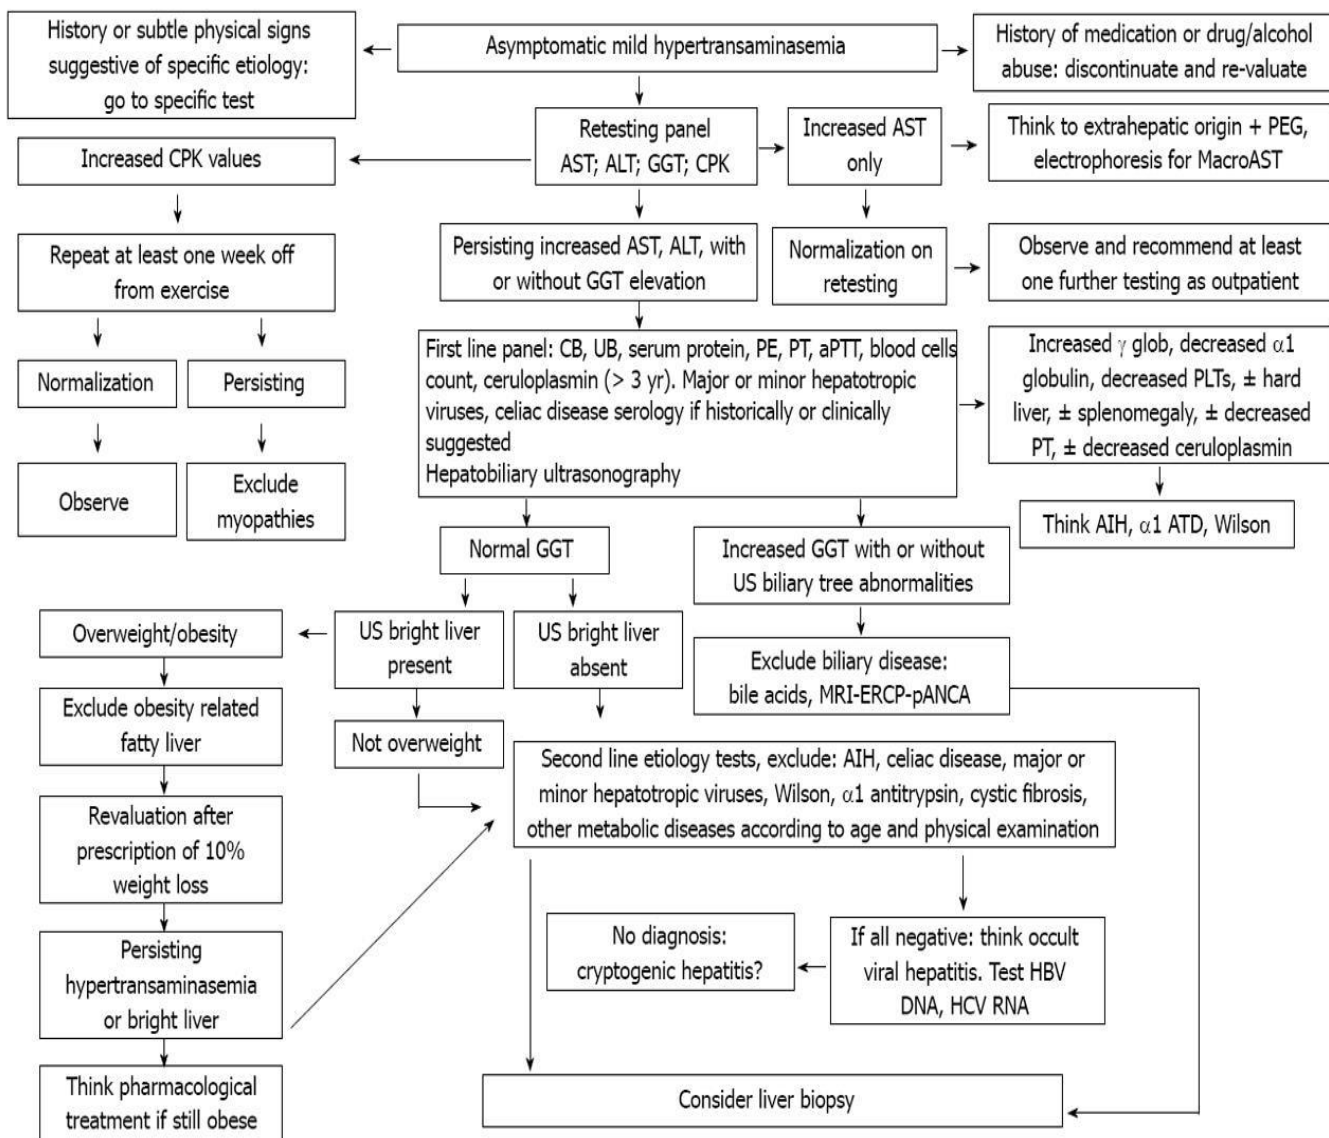 History or subtle physical signs
suggestive of specific etiology:
go to specific test
Asymptomatic mild hypertransaminasemia
History of medication or drug/alcohol
abuse: discontinuate and re-valuate
Retesting panel
AST; ALT; GGT; CPK
Increased AST
only
Think to extrahepatic origin + PEG,
electrophoresis for MacroAST
Increased CPK values
Repeat at least one week off
from exercise
Persisting increased AST, ALT, with
or without GGT elevation
Normalization on
retesting
Observe and recommend at least
one further testing as outpatient
Normalization
Persisting
Observe
Exclude
myopathies
First line panel: CB, UB, serum protein, PE, PT, aPTT, blood cells
count, ceruloplasmin (> 3 yr). Major or minor hepatotropic
viruses, celiac disease serology if historically or clinically
suggested
Hepatobiliary ultrasonography
Increased γ glob, decreased α1
globulin, decreased PLTs, ± hard
liver, ± splenomegaly, ± decreased
PT, ± decreased ceruloplasmin
Think AIH, α1 ATD, Wilson
Normal GGT
Increased GGT with or without
US biliary tree abnormalities
Overweight/obesity
US bright liver
present
US bright liver
absent
Exclude biliary disease:
bile acids, MRI-ERCP-pANCA
Exclude obesity related
fatty liver
Not overweight
Second line etiology tests, exclude: AIH, celiac disease, major or
minor hepatotropic viruses, Wilson, α1 antitrypsin, cystic fibrosis,
other metabolic diseases according to age and physical examination
Revaluation after
prescription of 10%
weight loss
Persisting
hypertransaminasemia
or bright liver
No diagnosis:
cryptogenic hepatitis?
If all negative: think occult
viral hepatitis. Test HBV
DNA, HCV RNA
Think pharmacological
treatment if still obese
Consider liver biopsy